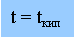 t = tкип